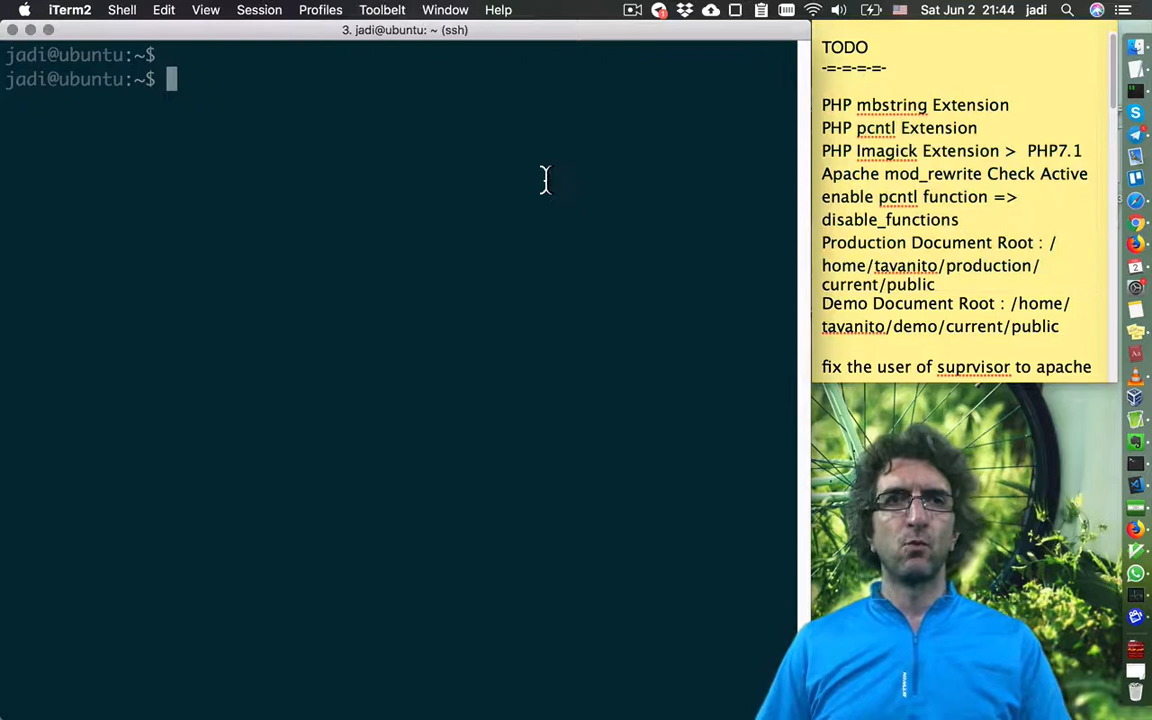 iTerm2 Shell Edit View Session Profiles Toolbelt Window Help Sat Jun 2 21:44 jadi
3. jadi@ubuntu: ~ (ssh)
jadi@ubuntu:~$
jadi@ubuntu:~$
TODO
-=-=-=-=-
PHP mbstring Extension
PHP pcntl Extension
PHP Imagick Extension > PHP7.1
Apache mod_rewrite Check Active
enable pcntl function =>
disable_functions
Production Document Root : /
home/tavanito/production/
current/public
Demo Document Root : /home/
tavanito/demo/current/public
fix the user of suprvisor to apache